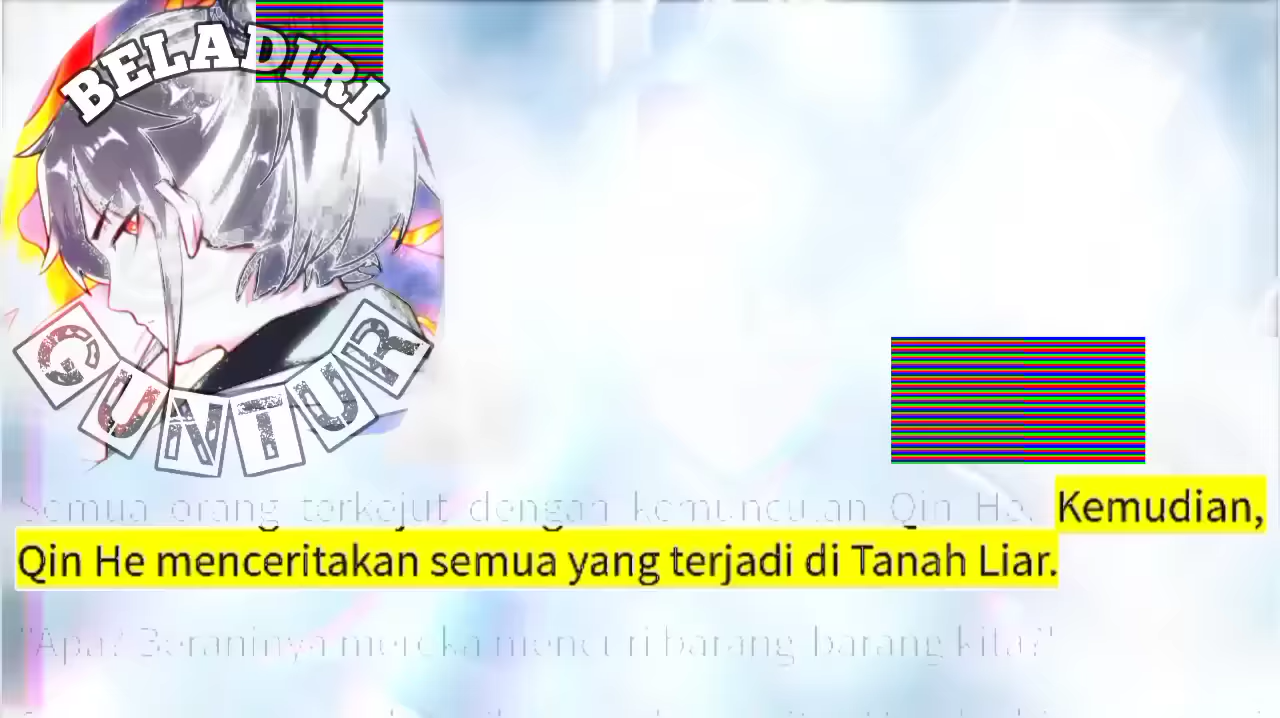 BELADIRI
GUNTUR
Semua orang terkejut dengan kemunculan Qin He. Kemudian,
Qin He menceritakan semua yang terjadi di Tanah Liar.
"Apa? Beraninya mereka mencuri barang-barang kita?"